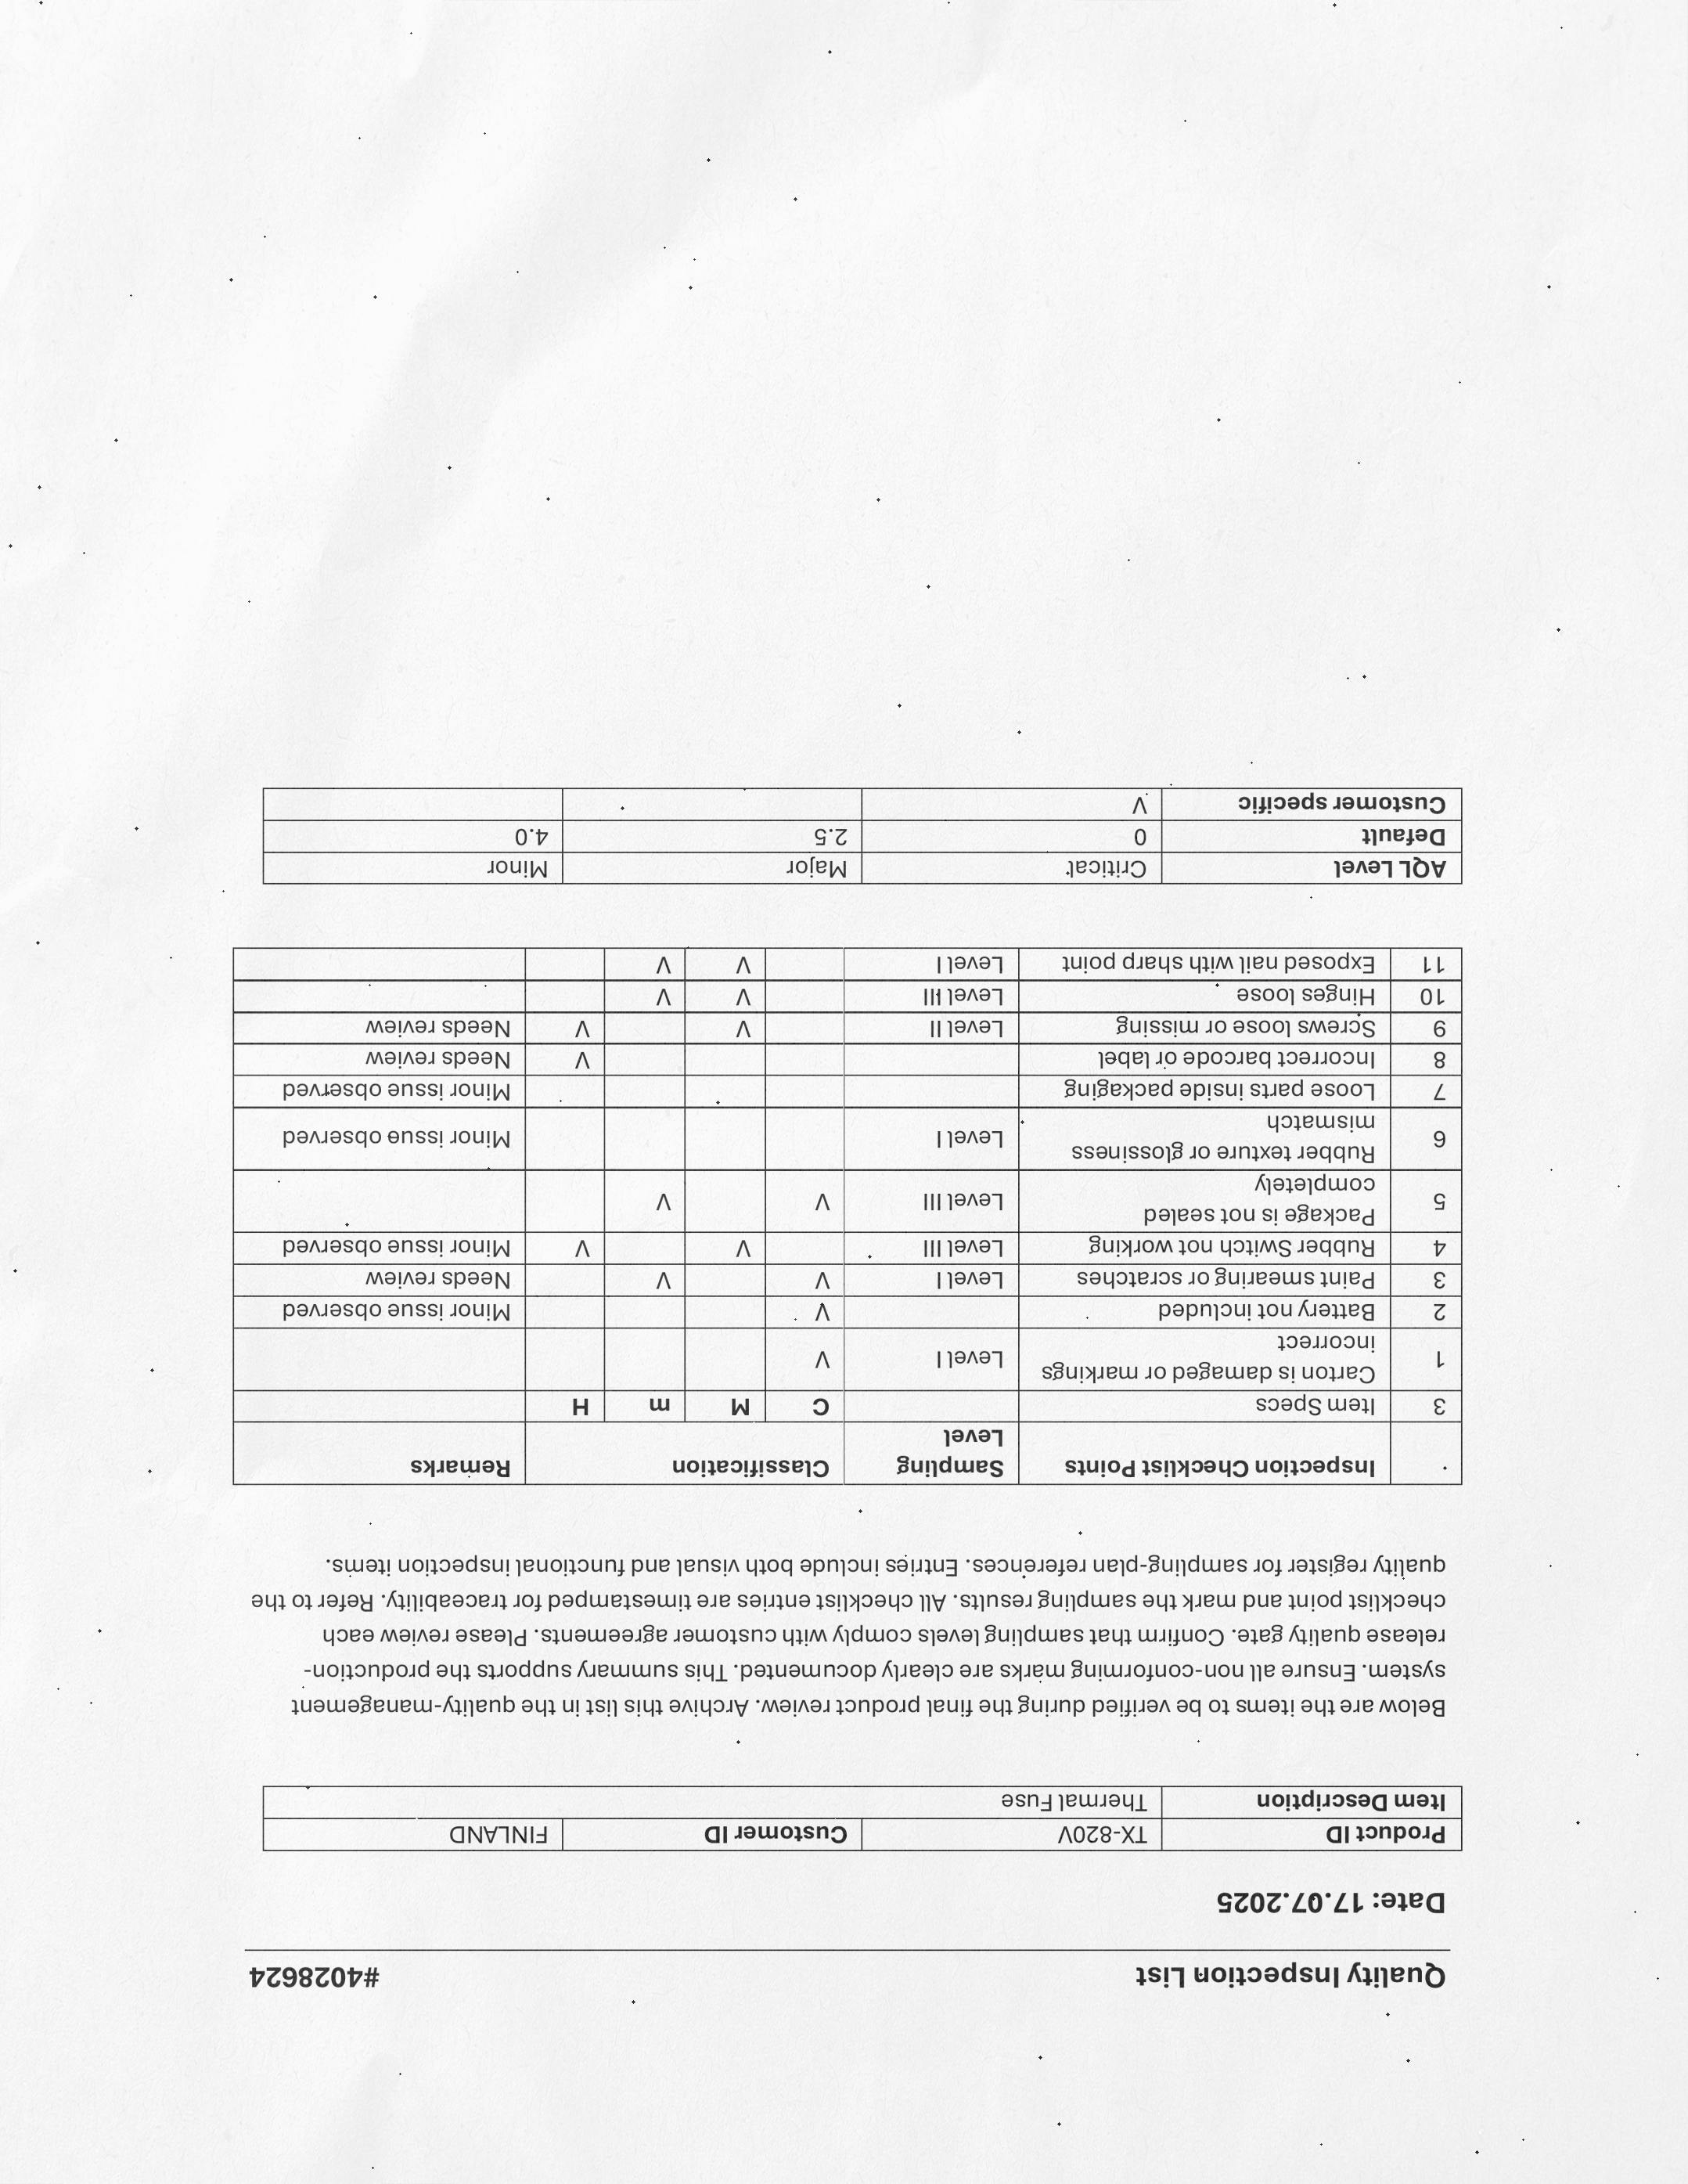 Quality Inspection List #4028624
Date: 17.07.2025
Product ID TX-820V Customer ID FINLAND
Item Description Thermal Fuse
Below are the items to be verified during the final product review. Archive this list in the quality-management
system. Ensure all non-conforming marks are clearly documented. This summary supports the production-
release quality gate. Confirm that sampling levels comply with customer agreements. Please review each
checklist point and mark the sampling results. All checklist entries are timestamped for traceability. Refer to the
quality register for sampling-plan references. Entries include both visual and functional inspection items.
Inspection Checklist Points Sampling Classification Remarks
Level
3 Item Specs C M m H
Carton is damaged or markings
1 Level I V
incorrect
2 Battery not included V Minor issue observed
3 Paint smearing or scratches Level I V V Needs review
4 Rubber Switch not working Level III V V Minor issue observed
Package is not sealed
5 Level III V V
completely
Rubber texture or glossiness
6 Level I Minor issue observed
mismatch
7 Loose parts inside packaging Minor issue observed
8 Incorrect barcode or label V Needs review
9 Screws loose or missing Level II V V Needs review
10 Hinges loose Level III V V
11 Exposed nail with sharp point Level I V V
AQL Level Critical Major Minor
Default 0 2.5 4.0
Customer specific V